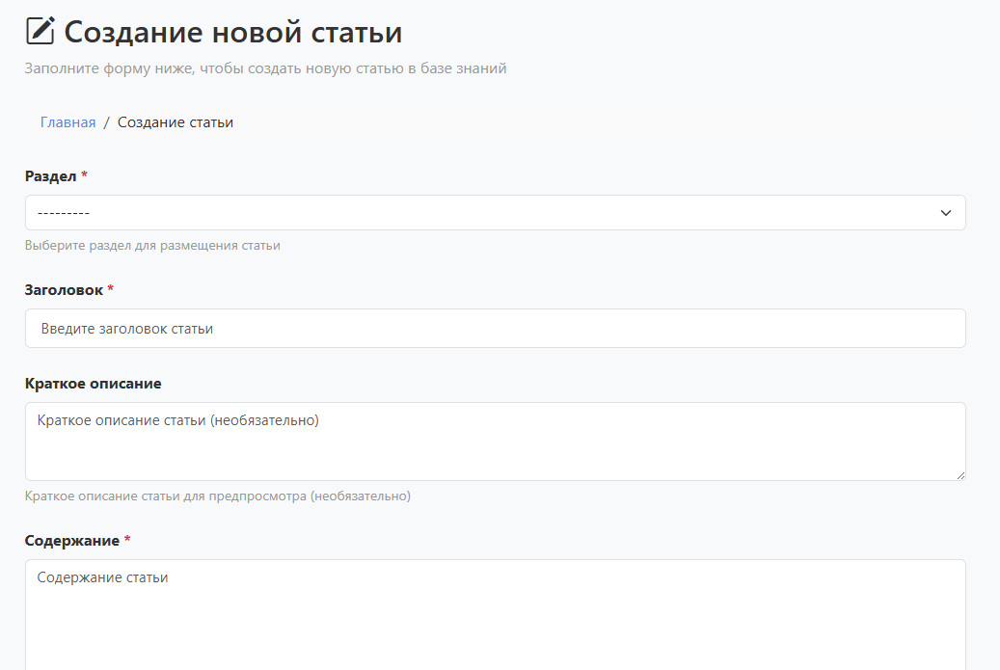 Создание новой статьи
Заполните форму ниже, чтобы создать новую статью в базе знаний
Главная / Создание статьи
Раздел *
---------
Выберите раздел для размещения статьи
Заголовок *
Введите заголовок статьи
Краткое описание
Краткое описание статьи (необязательно)
Краткое описание статьи для предпросмотра (необязательно)
Содержание *
Содержание статьи